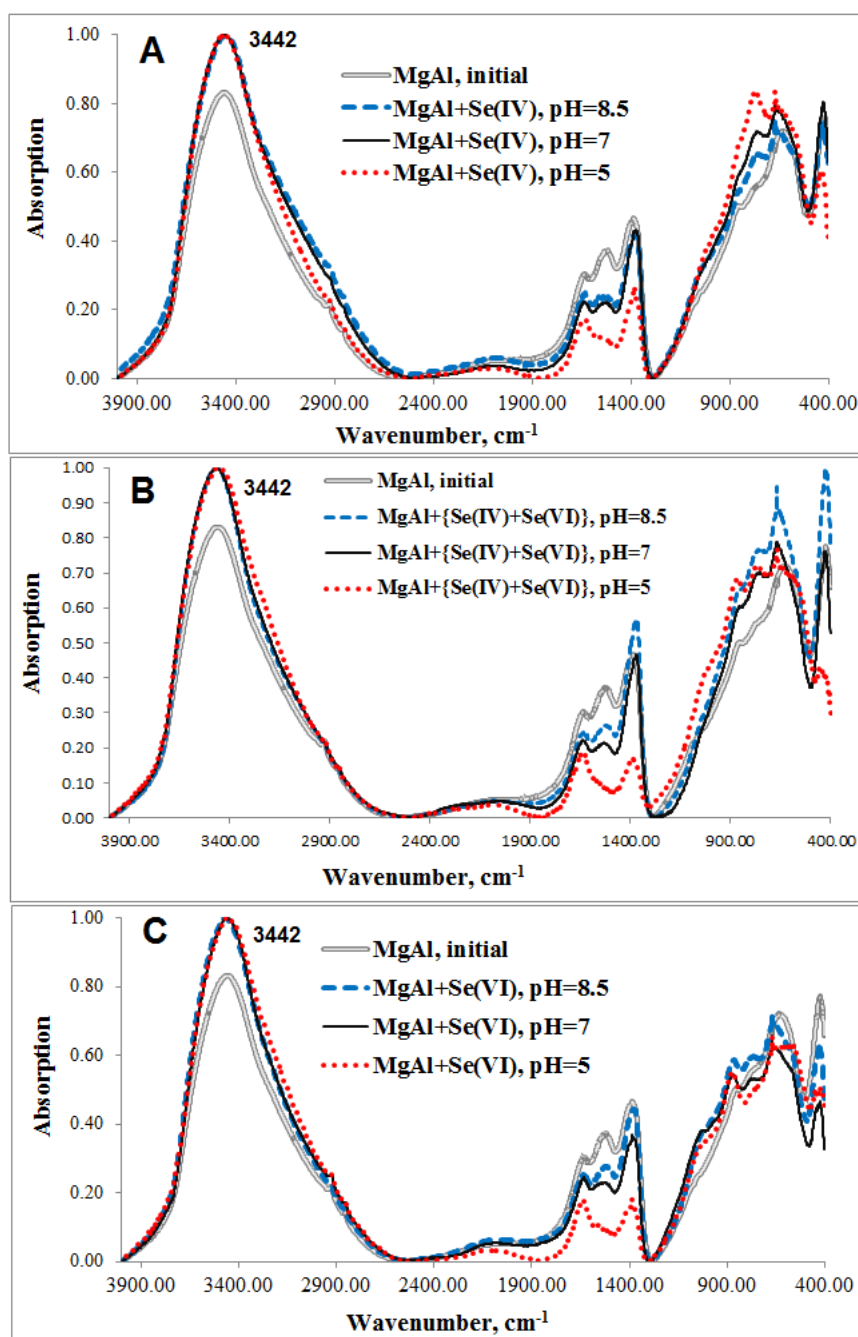 A
3442
MgAl, initial
MgAl+Se(IV), pH=8.5
MgAl+Se(IV), pH=7
MgAl+Se(IV), pH=5
Absorption
1.00
0.80
0.60
0.40
0.20
0.00
3900.00 3400.00 2900.00 2400.00 1900.00 1400.00 900.00 400.00
Wavenumber, cm-1
B
3442
MgAl, initial
MgAl+{Se(IV)+Se(VI)}, pH=8.5
MgAl+{Se(IV)+Se(VI)}, pH=7
MgAl+{Se(IV)+Se(VI)}, pH=5
Absorption
1.00
0.90
0.80
0.70
0.60
0.50
0.40
0.30
0.20
0.10
0.00
3900.00 3400.00 2900.00 2400.00 1900.00 1400.00 900.00 400.00
Wavenumber, cm-1
C
3442
MgAl, initial
MgAl+Se(VI), pH=8.5
MgAl+Se(VI), pH=7
MgAl+Se(VI), pH=5
Absorption
1.00
0.80
0.60
0.40
0.20
0.00
3900.00 3400.00 2900.00 2400.00 1900.00 1400.00 900.00 400.00
Wavenumber, cm-1